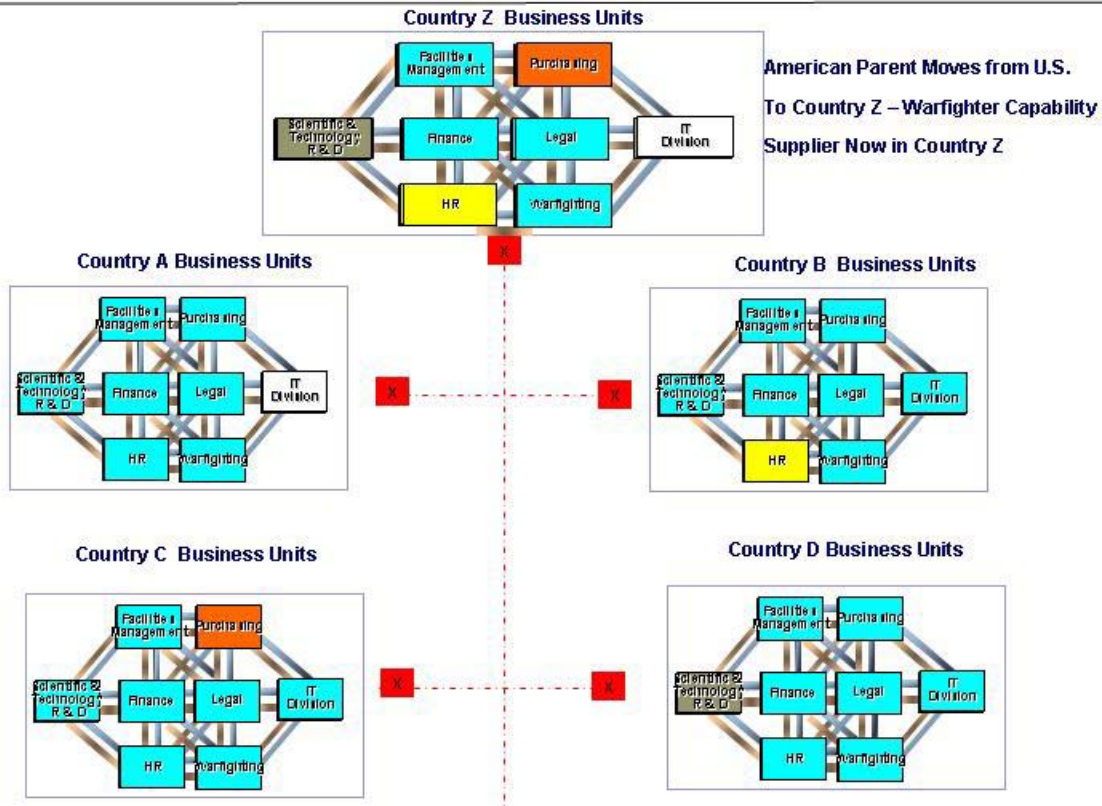 Country Z Business Units
Facilities
Management
Purchasing
Scientific &
Technology
R & D
Finance
Legal
IT
Division
HR
Warfighting
American Parent Moves from U.S.
To Country Z – Warfighter Capability
Supplier Now in Country Z
X
Country A Business Units
Facilities
Management
Purchasing
Scientific &
Technology
R & D
Finance
Legal
IT
Division
HR
Warfighting
X
X
Country B Business Units
Facilities
Management
Purchasing
Scientific &
Technology
R & D
Finance
Legal
IT
Division
HR
Warfighting
Country C Business Units
Facilities
Management
Purchasing
Scientific &
Technology
R & D
Finance
Legal
IT
Division
HR
Warfighting
X
X
Country D Business Units
Facilities
Management
Purchasing
Scientific &
Technology
R & D
Finance
Legal
IT
Division
HR
Warfighting